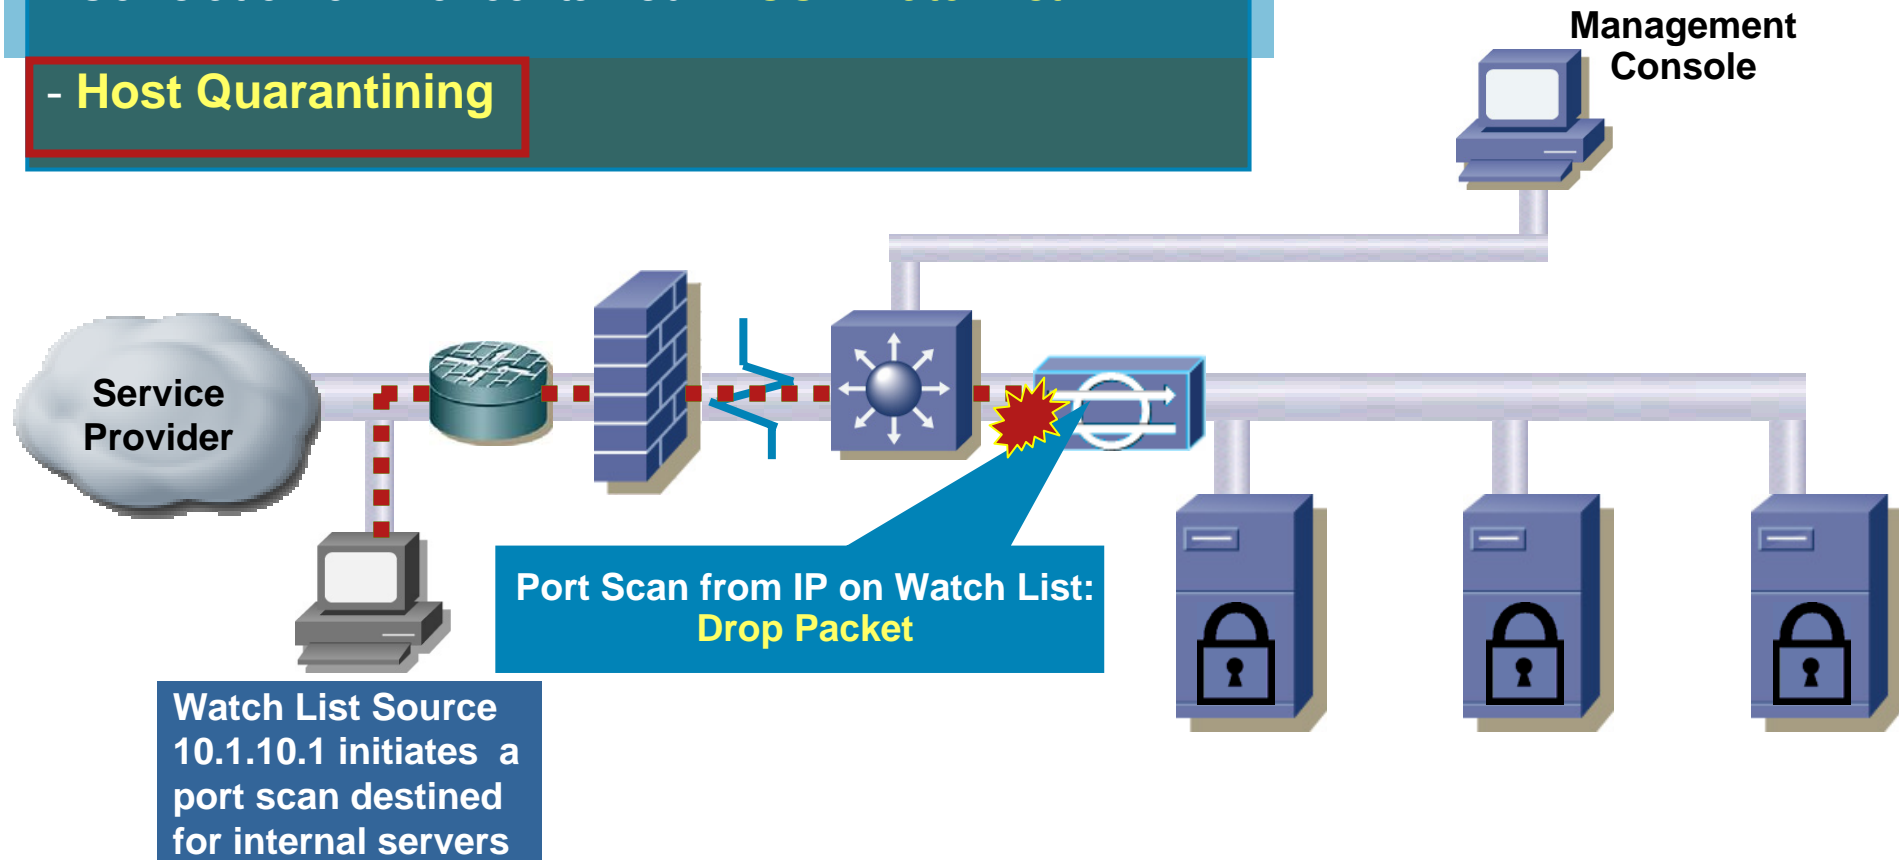 - Host Quarantining
Management
Console
Service
Provider
Port Scan from IP on Watch List:
Drop Packet
Watch List Source
10.1.10.1 initiates a
port scan destined
for internal servers